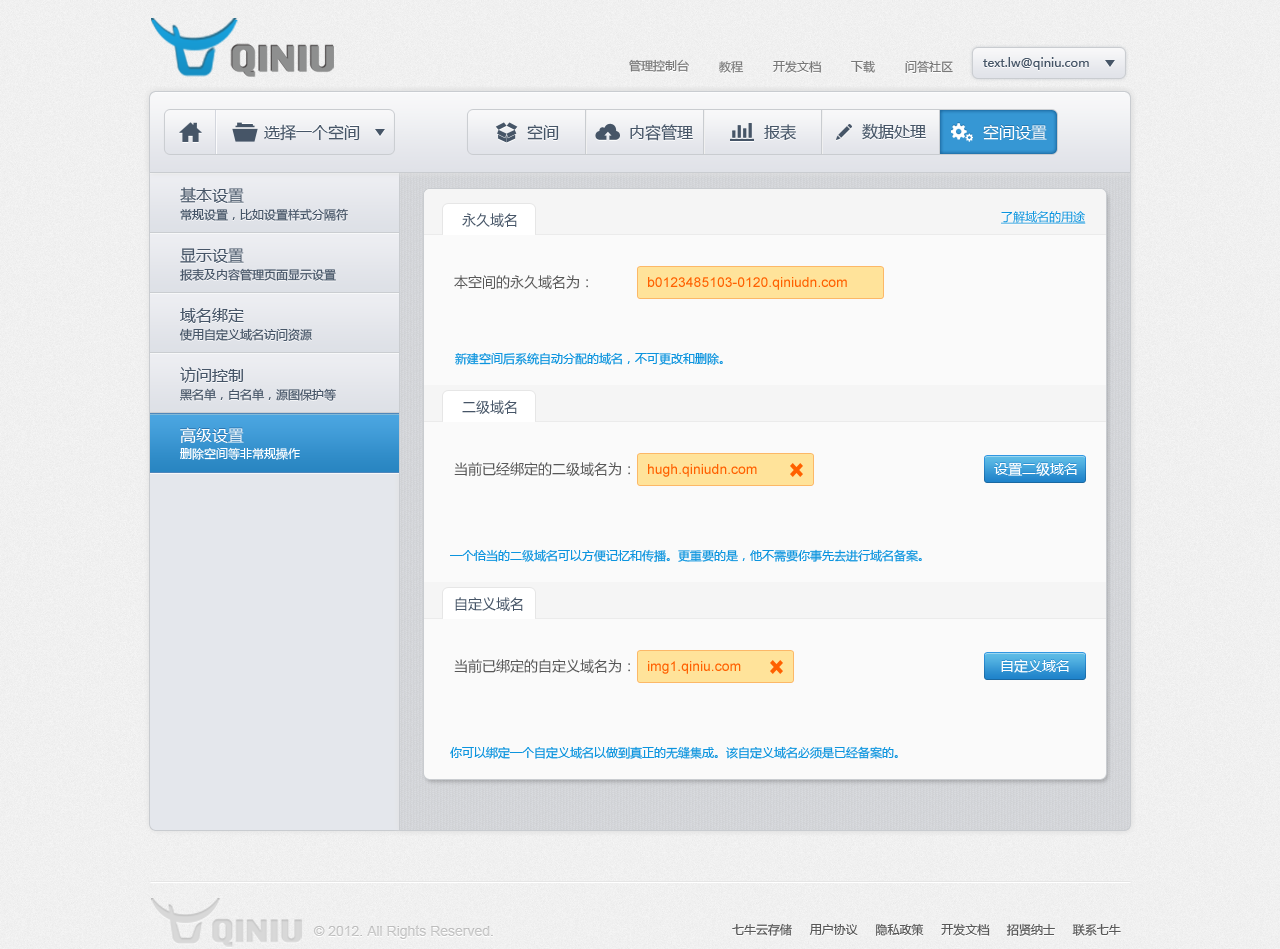 QINIU
管理控制台 教程 开发文档 下载 问答社区 text.lw@qiniu.com
选择一个空间 空间 内容管理 报表 数据处理 空间设置
基本设置
常规设置，比如设置样式分隔符
显示设置
报表及内容管理页面显示设置
域名绑定
使用自定义域名访问资源
访问控制
黑名单，白名单，源图保护等
高级设置
删除空间等非常规操作
永久域名 了解域名的用途
本空间的永久域名为： b0123485103-0120.qiniudn.com
新建空间后系统自动分配的域名，不可更改和删除。
二级域名
当前已经绑定的二级域名为： hugh.qiniudn.com 设置二级域名
一个恰当的二级域名可以方便记忆和传播。更重要的是，他不需要你事先去进行域名备案。
自定义域名
当前已绑定的自定义域名为： img1.qiniu.com 自定义域名
你可以绑定一个自定义域名以做到真正的无缝集成。该自定义域名必须是已经备案的。
QINIU © 2012. All Rights Reserved. 七牛云存储 用户协议 隐私政策 开发文档 招贤纳士 联系七牛